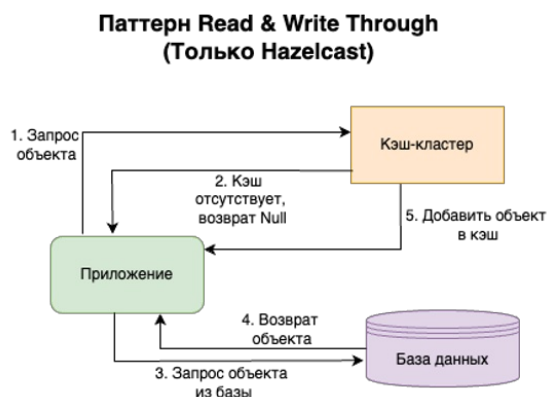 Паттерн Read & Write Through
(Только Hazelcast)
1. Запрос
объекта
Кэш-кластер
2. Кэш
отсутствует,
возврат Null
5. Добавить объект
в кэш
Приложение
4. Возврат
объекта
База данных
3. Запрос объекта
из базы